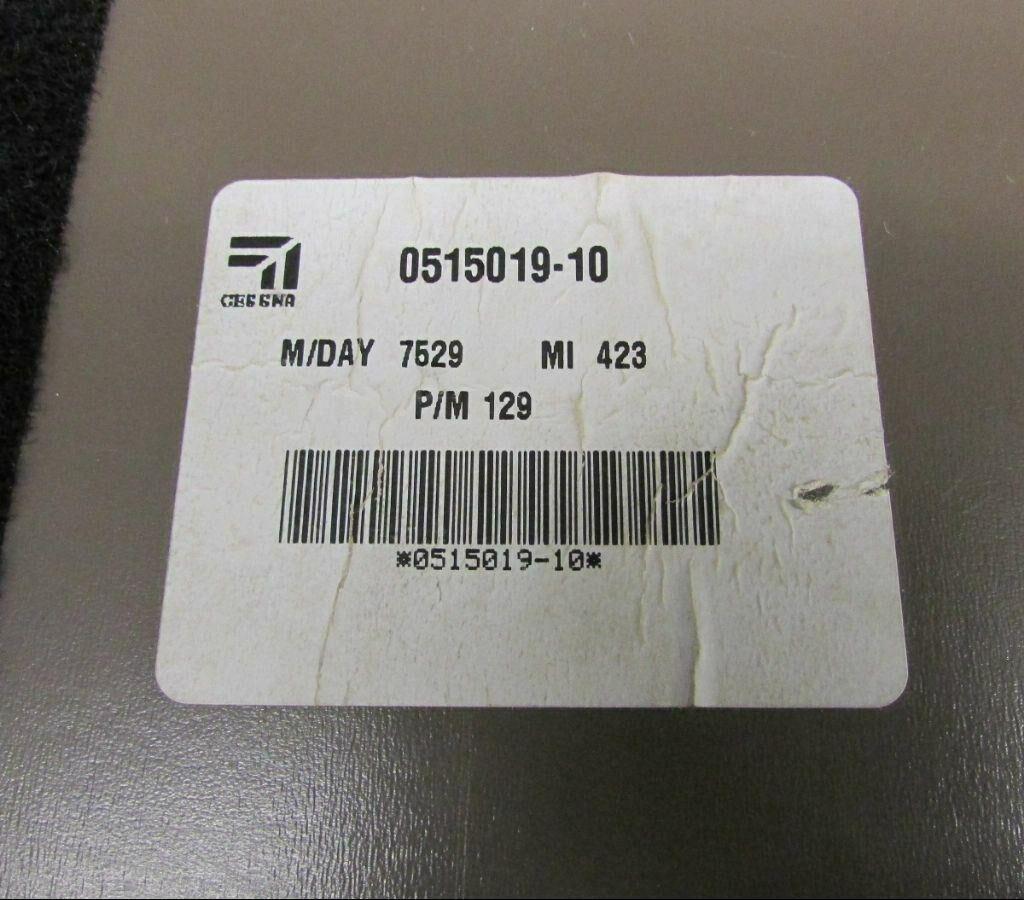 CESSNA
0515019-10
M/DAY 7529 MI 423
P/M 129
*0515019-10*